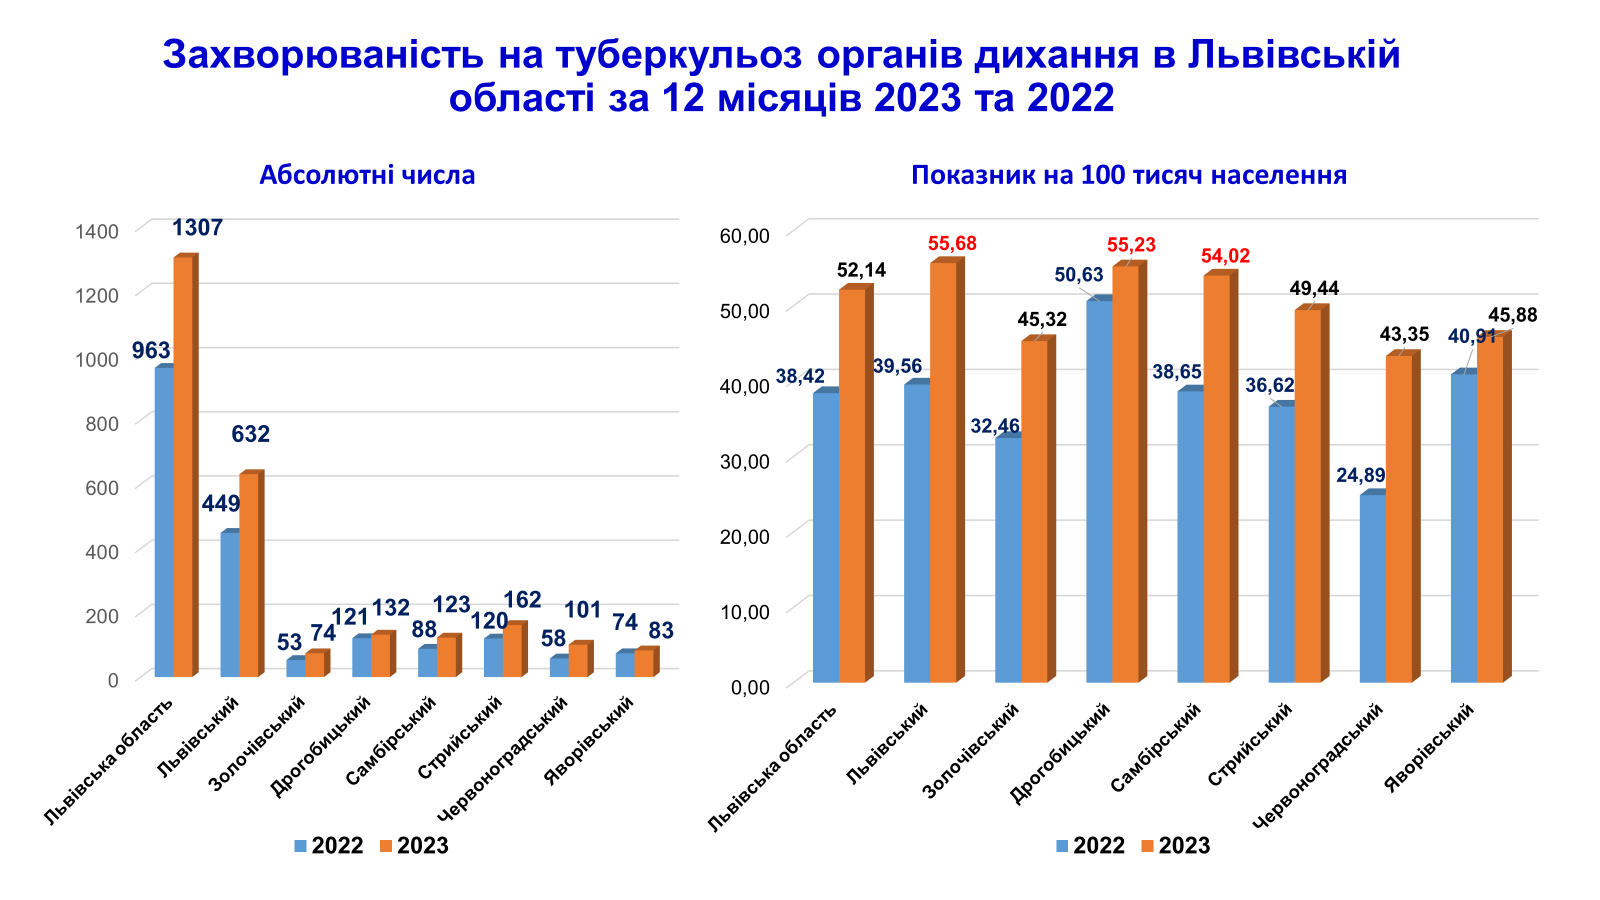 Захворюваність на туберкульоз органів дихання в Львівській
області за 12 місяців 2023 та 2022
Абсолютні числа
1400
1200
1000
800
600
400
200
0
963
1307
449
632
53
74
121
132
88
123
120
162
58
101
74
83
Львівська область
Львівський
Золочівський
Дрогобицький
Самбірський
Стрийський
Червоноградський
Яворівський
2022
2023
Показник на 100 тисяч населення
60,00
50,00
40,00
30,00
20,00
10,00
0,00
38,42
52,14
39,56
55,68
32,46
45,32
50,63
55,23
38,65
54,02
36,62
49,44
24,89
43,35
40,91
45,88
Львівська область
Львівський
Золочівський
Дрогобицький
Самбірський
Стрийський
Червоноградський
Яворівський
2022
2023